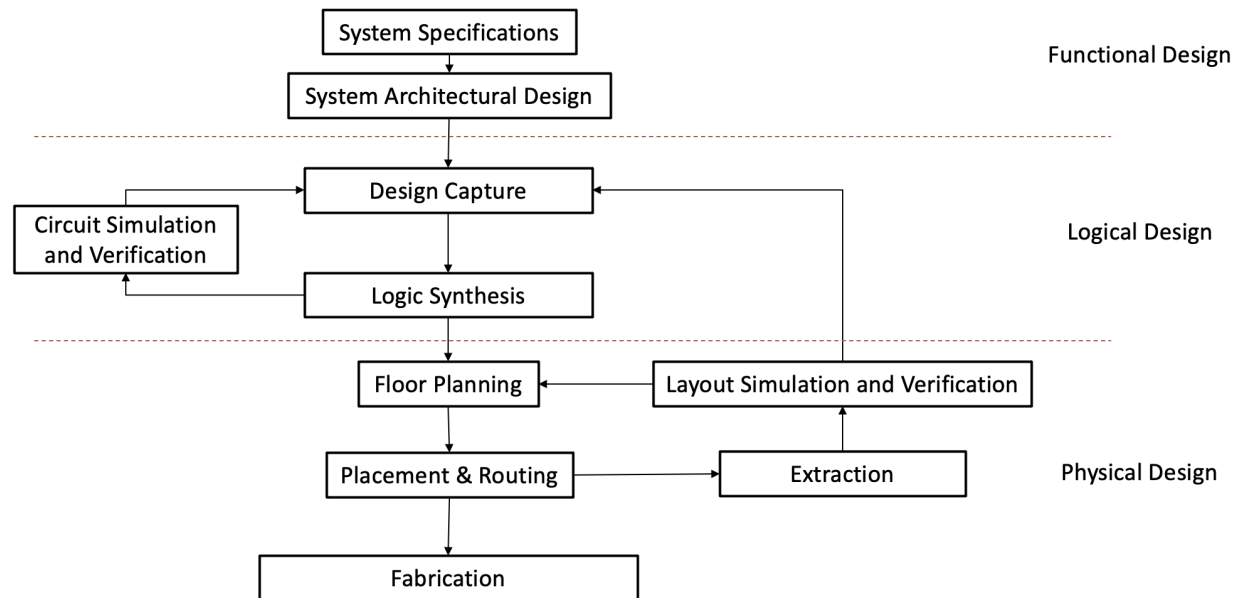 System Specifications
Functional Design
System Architectural Design
Design Capture
Circuit Simulation
and Verification
Logical Design
Logic Synthesis
Floor Planning
Layout Simulation and Verification
Placement & Routing
Extraction
Physical Design
Fabrication